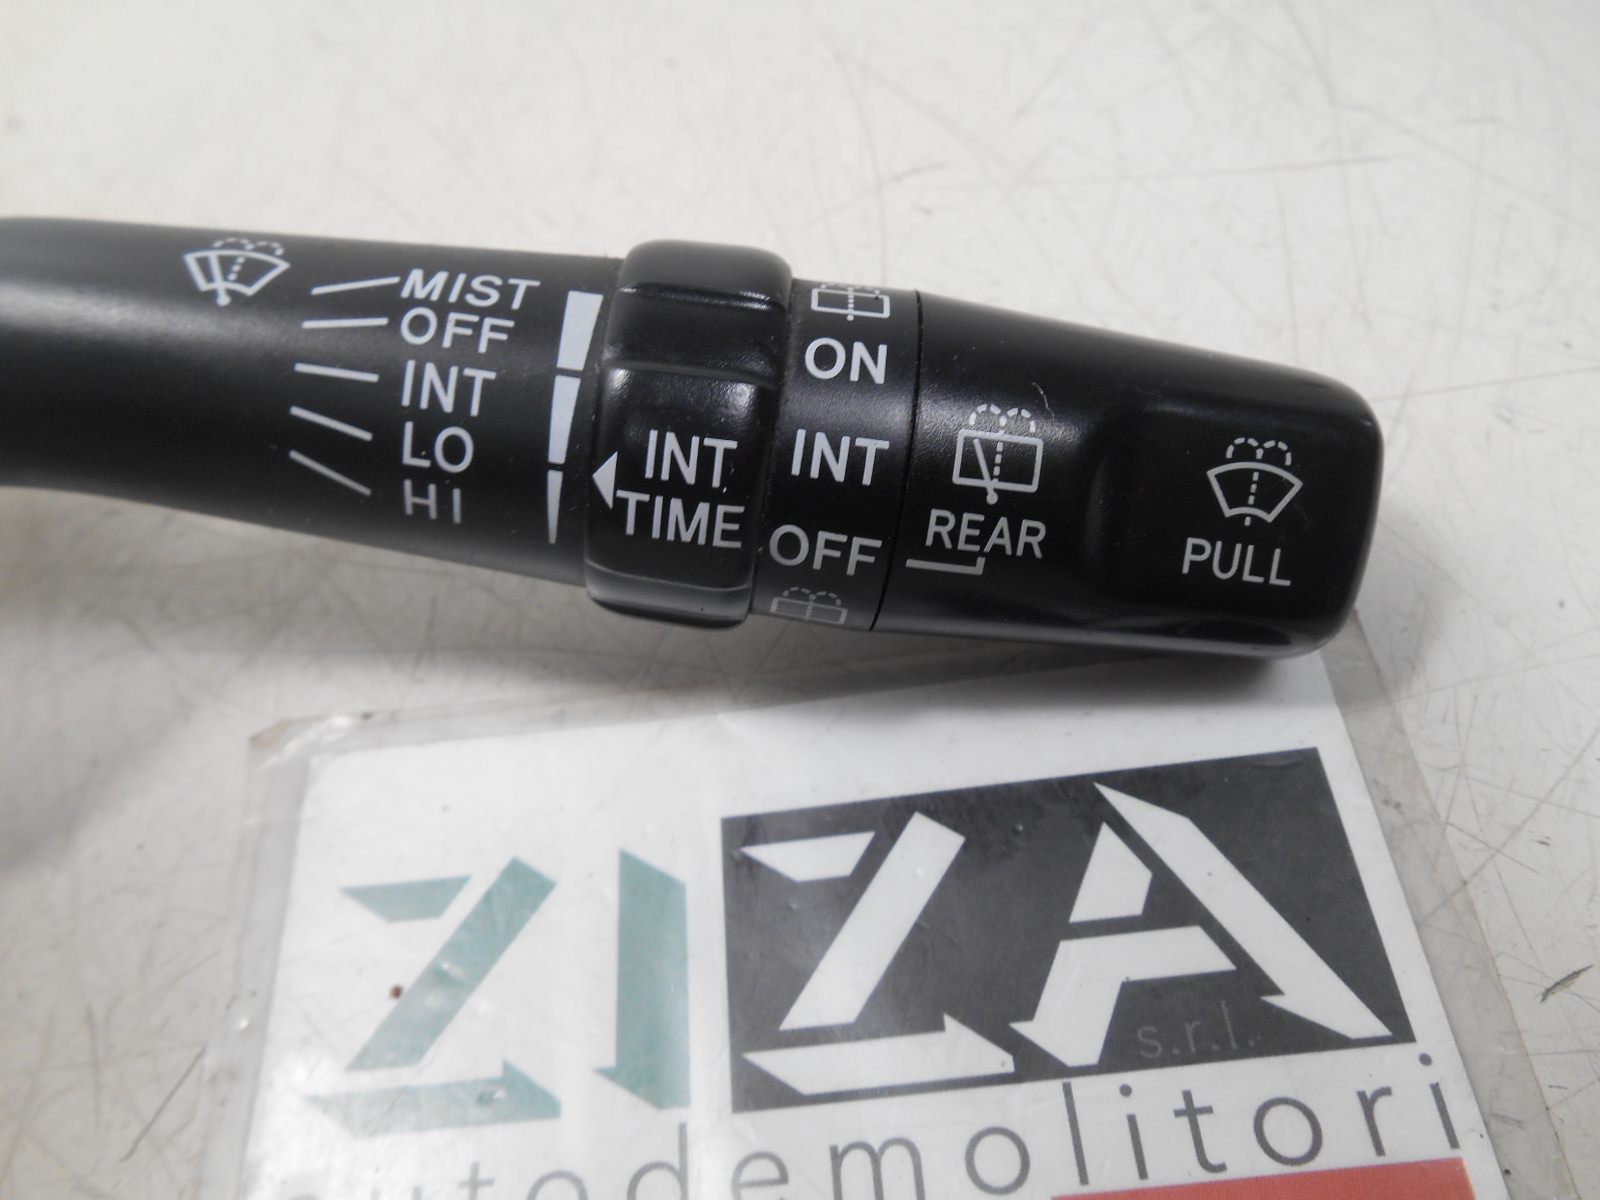 MIST
OFF
INT
LO
HI
INT
TIME
ON
INT
OFF
REAR
PULL
ZIZA
s.r.l.
autodemolitori